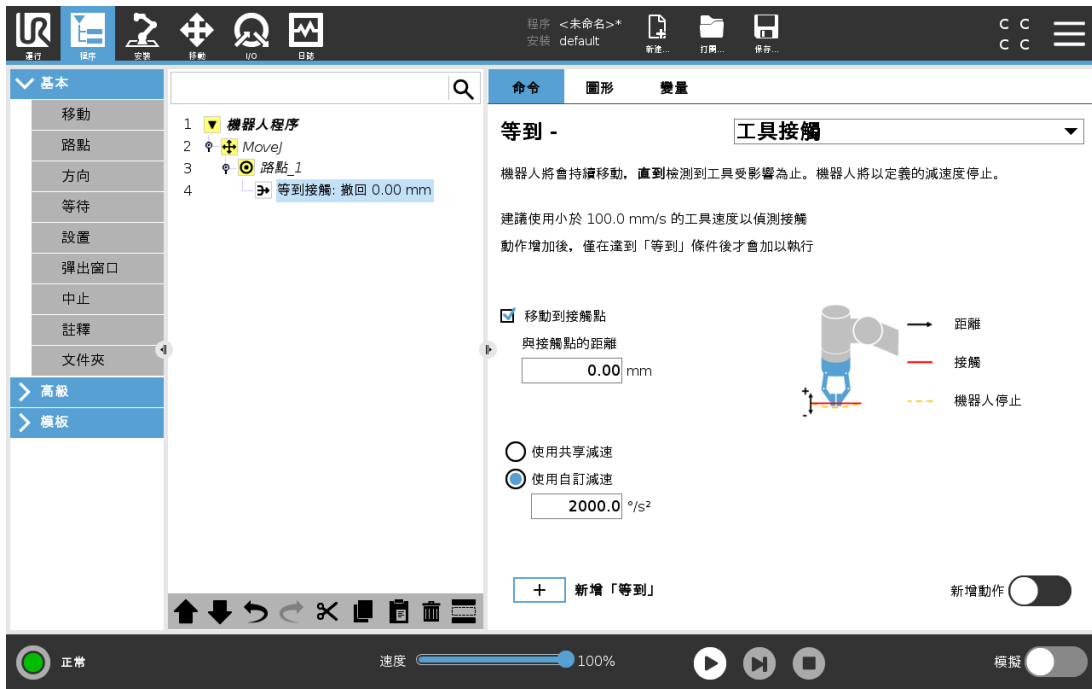 程序 <未命名>*
安裝 default
運行
程序
安裝
移動
I/O
日誌
新建...
打開...
保存...
C C
C C
基本
移動
路點
方向
等待
設置
彈出窗口
中止
註釋
文件夾
高級
模板
1 機器人程序
2 MoveJ
3 路點_1
4 等到接觸: 撤回 0.00 mm
命令 圖形 變量
等到 - 工具接觸
機器人將會持續移動，直到檢測到工具受影響為止。機器人將以定義的減速度停止。
建議使用小於 100.0 mm/s 的工具速度以偵測接觸
動作增加後，僅在達到「等到」條件後才會加以執行
移動到接觸點
與接觸點的距離
0.00 mm
距離
接觸
機器人停止
+
-
使用共享減速
使用自訂減速
2000.0 °/s²
+ 新增「等到」
新增動作
正常
速度 100%
模擬